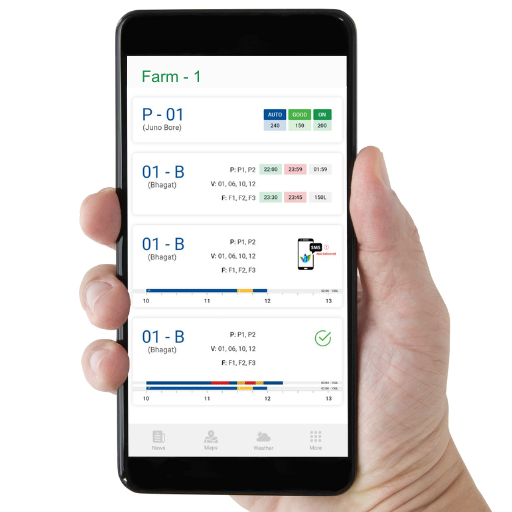 Farm - 1
P - 01
(Juno Bore)
AUTO GOOD ON
240 150 200
01 - B
(Bhagat)
P: P1, P2 22:00 23:59 01:59
V: 01, 06, 10, 12
F: F1, F2, F3 23:30 23:45 150L
01 - B
(Bhagat)
P: P1, P2
V: 01, 06, 10, 12
F: F1, F2, F3
SMS
10 11 12 13
01 - B
(Bhagat)
P: P1, P2
V: 01, 06, 10, 12
F: F1, F2, F3
10 11 12 13
News Maps Weather More